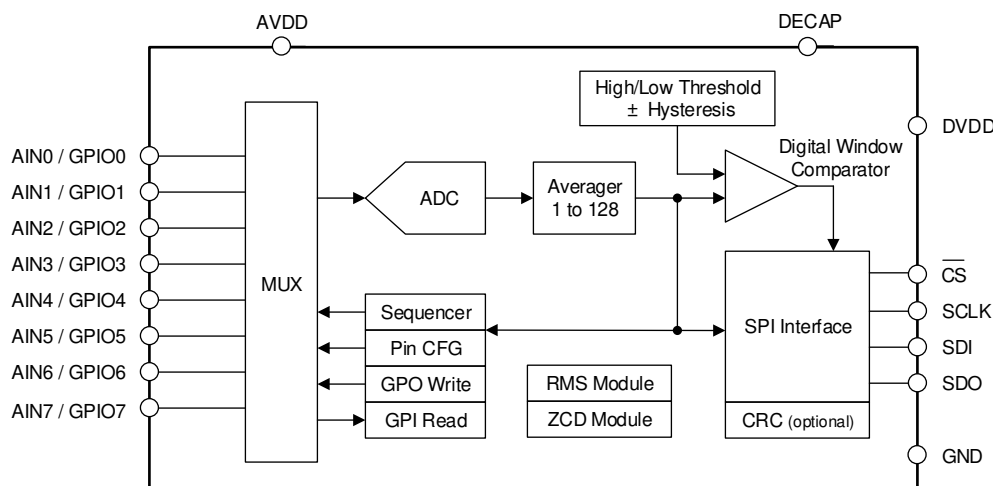 AVDD
DECAP
High/Low Threshold
± Hysteresis
DVDD
Digital Window
Comparator
AIN0 / GPIO0
AIN1 / GPIO1
AIN2 / GPIO2
AIN3 / GPIO3
AIN4 / GPIO4
AIN5 / GPIO5
AIN6 / GPIO6
AIN7 / GPIO7
MUX
ADC
Averager
1 to 128
Sequencer
Pin CFG
GPO Write
GPI Read
RMS Module
ZCD Module
SPI Interface
CRC (optional)
CS
SCLK
SDI
SDO
GND